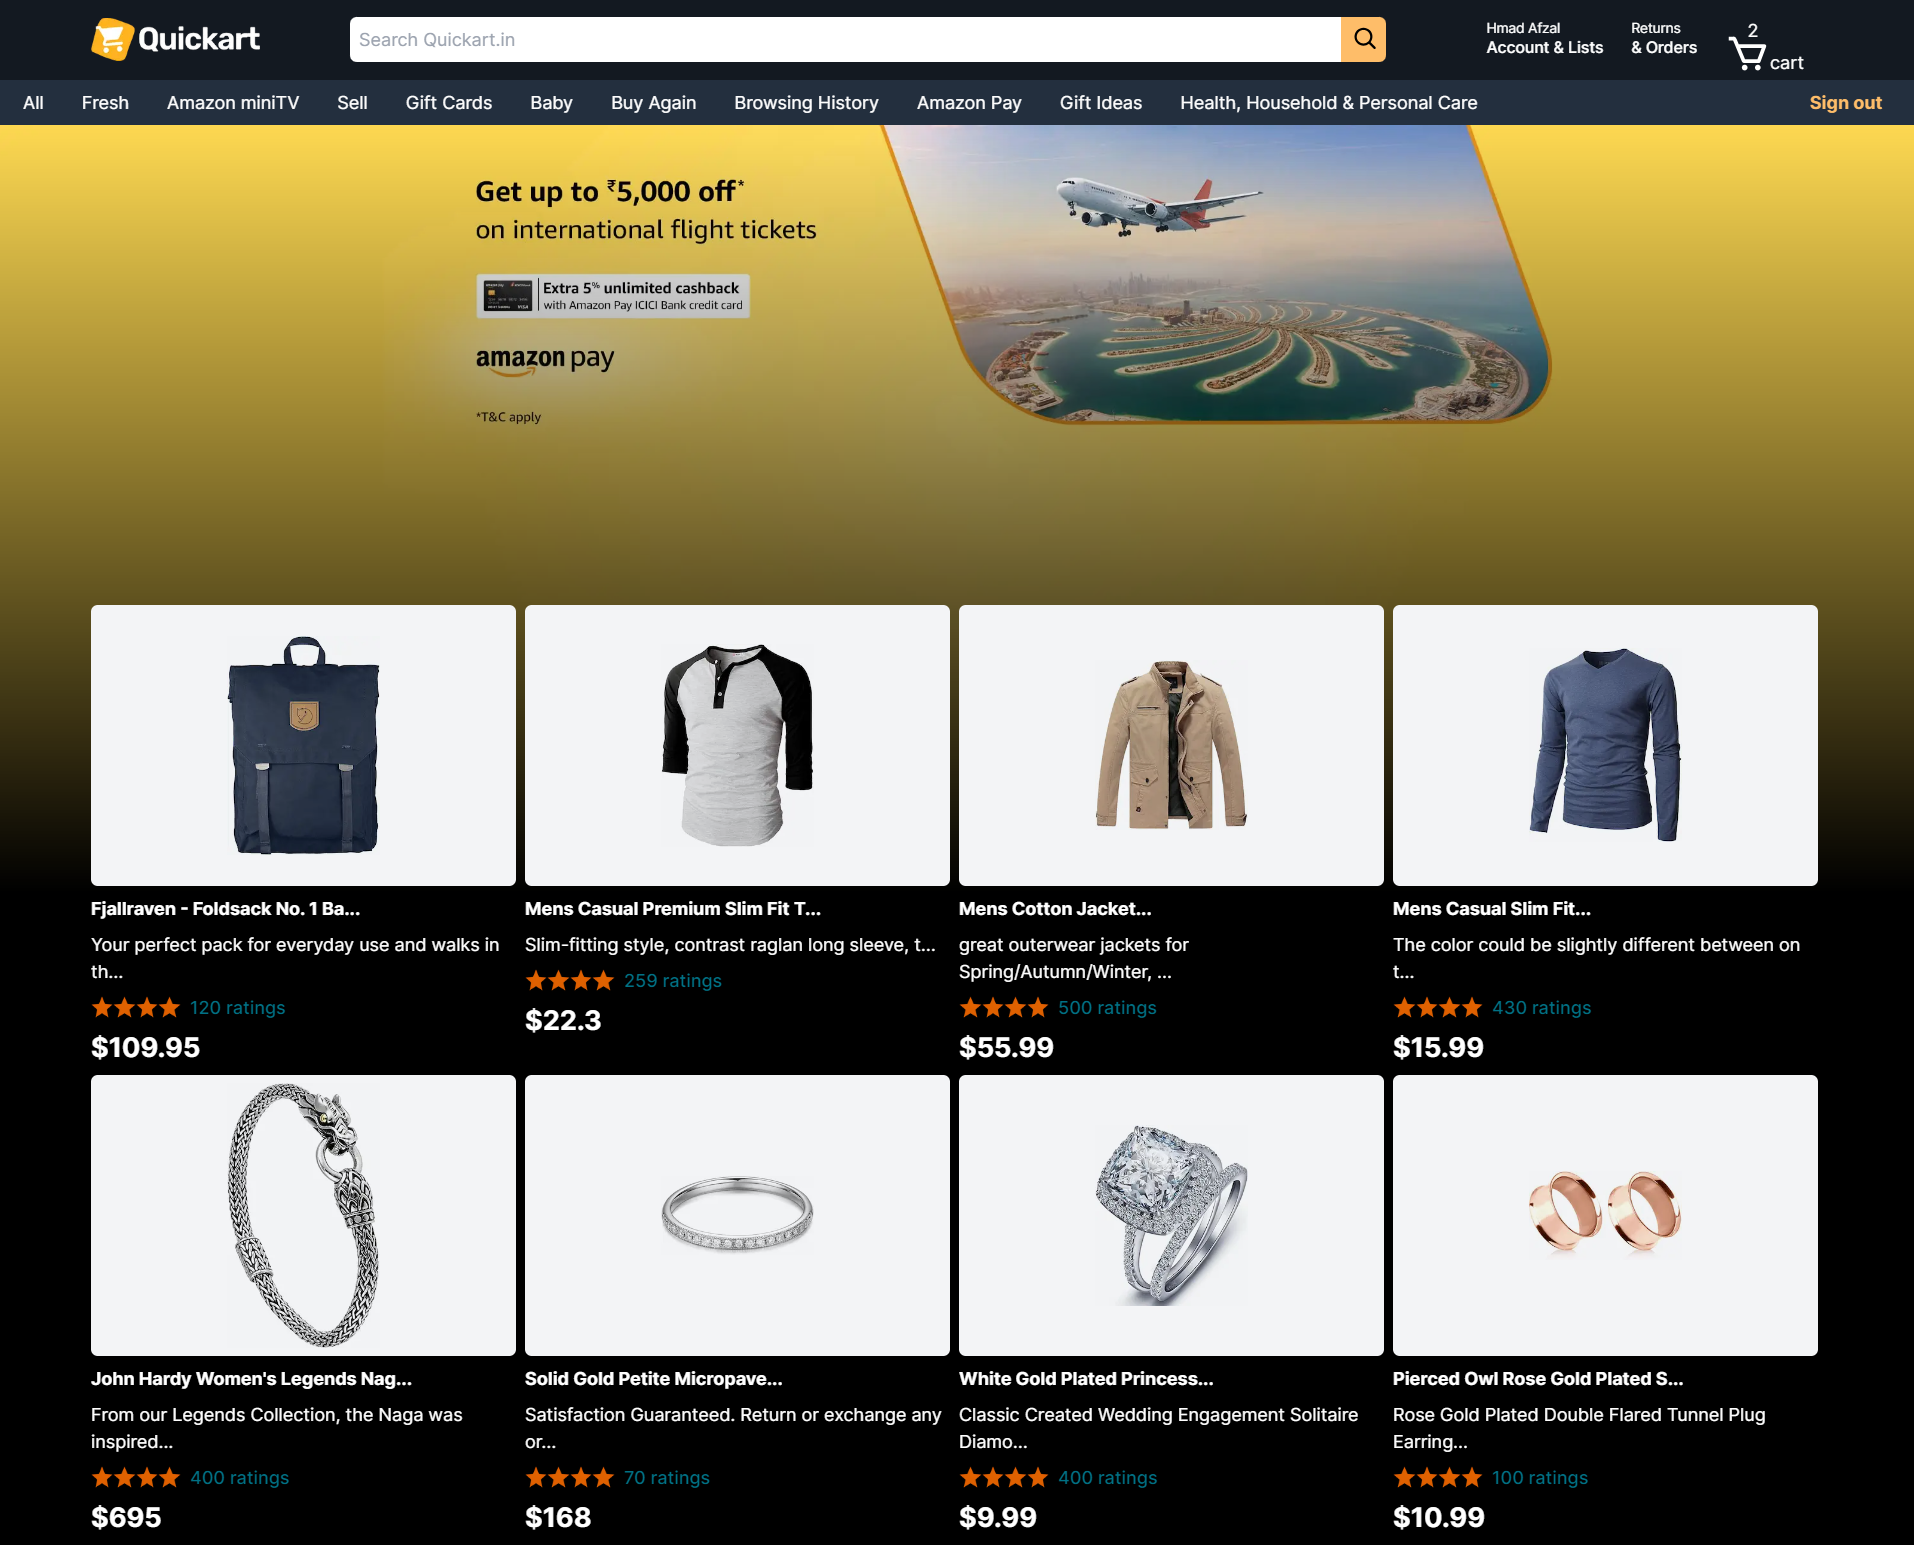 Quickart
Search Quickart.in
Hmad Afzal
Account & Lists
Returns
& Orders
2
cart
All Fresh Amazon miniTV Sell Gift Cards Baby Buy Again Browsing History Amazon Pay Gift Ideas Health, Household & Personal Care Sign out
Get up to ₹5,000 off*
on international flight tickets
Extra 5% unlimited cashback
with Amazon Pay ICICI Bank credit card
amazon pay
*T&C apply
Fjallraven - Foldsack No. 1 Ba...
Your perfect pack for everyday use and walks in
th...
120 ratings
$109.95
Mens Casual Premium Slim Fit T...
Slim-fitting style, contrast raglan long sleeve, t...
259 ratings
$22.3
Mens Cotton Jacket...
great outerwear jackets for
Spring/Autumn/Winter, ...
500 ratings
$55.99
Mens Casual Slim Fit...
The color could be slightly different between on
t...
430 ratings
$15.99
John Hardy Women's Legends Nag...
From our Legends Collection, the Naga was
inspired...
400 ratings
$695
Solid Gold Petite Micropave...
Satisfaction Guaranteed. Return or exchange any
or...
70 ratings
$168
White Gold Plated Princess...
Classic Created Wedding Engagement Solitaire
Diamo...
400 ratings
$9.99
Pierced Owl Rose Gold Plated S...
Rose Gold Plated Double Flared Tunnel Plug
Earring...
100 ratings
$10.99